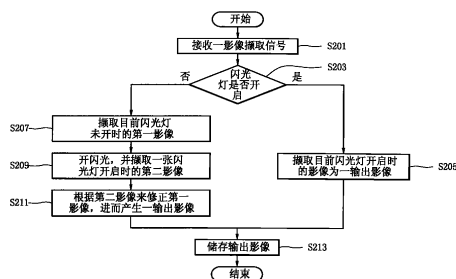 开始
接收一影像撷取信号
S201
闪光
灯是否开
启
S203
否
是
撷取目前闪光灯
未开时的第一影像
S207
开闪光，并撷取一张闪
光灯开启时的第二影像
S209
撷取目前闪光灯开启时
的影像为一输出影像
S205
根据第二影像来修正第一
影像，进而产生一输出影像
S211
储存输出影像
S213
结束